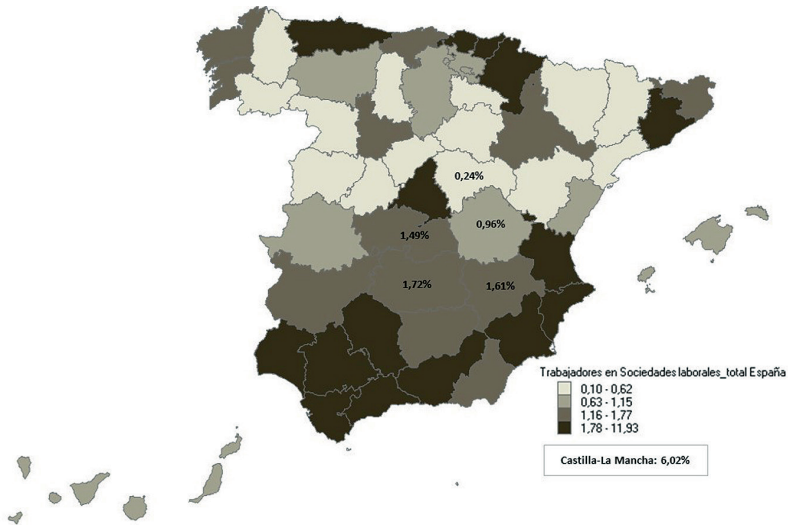 0,24%
0,96%
1,49%
1,72%
1,61%
Trabajadores en Sociedades laborales_total España
0,10 - 0,62
0,63 - 1,15
1,16 - 1,77
1,78 - 11,93
Castilla-La Mancha: 6,02%